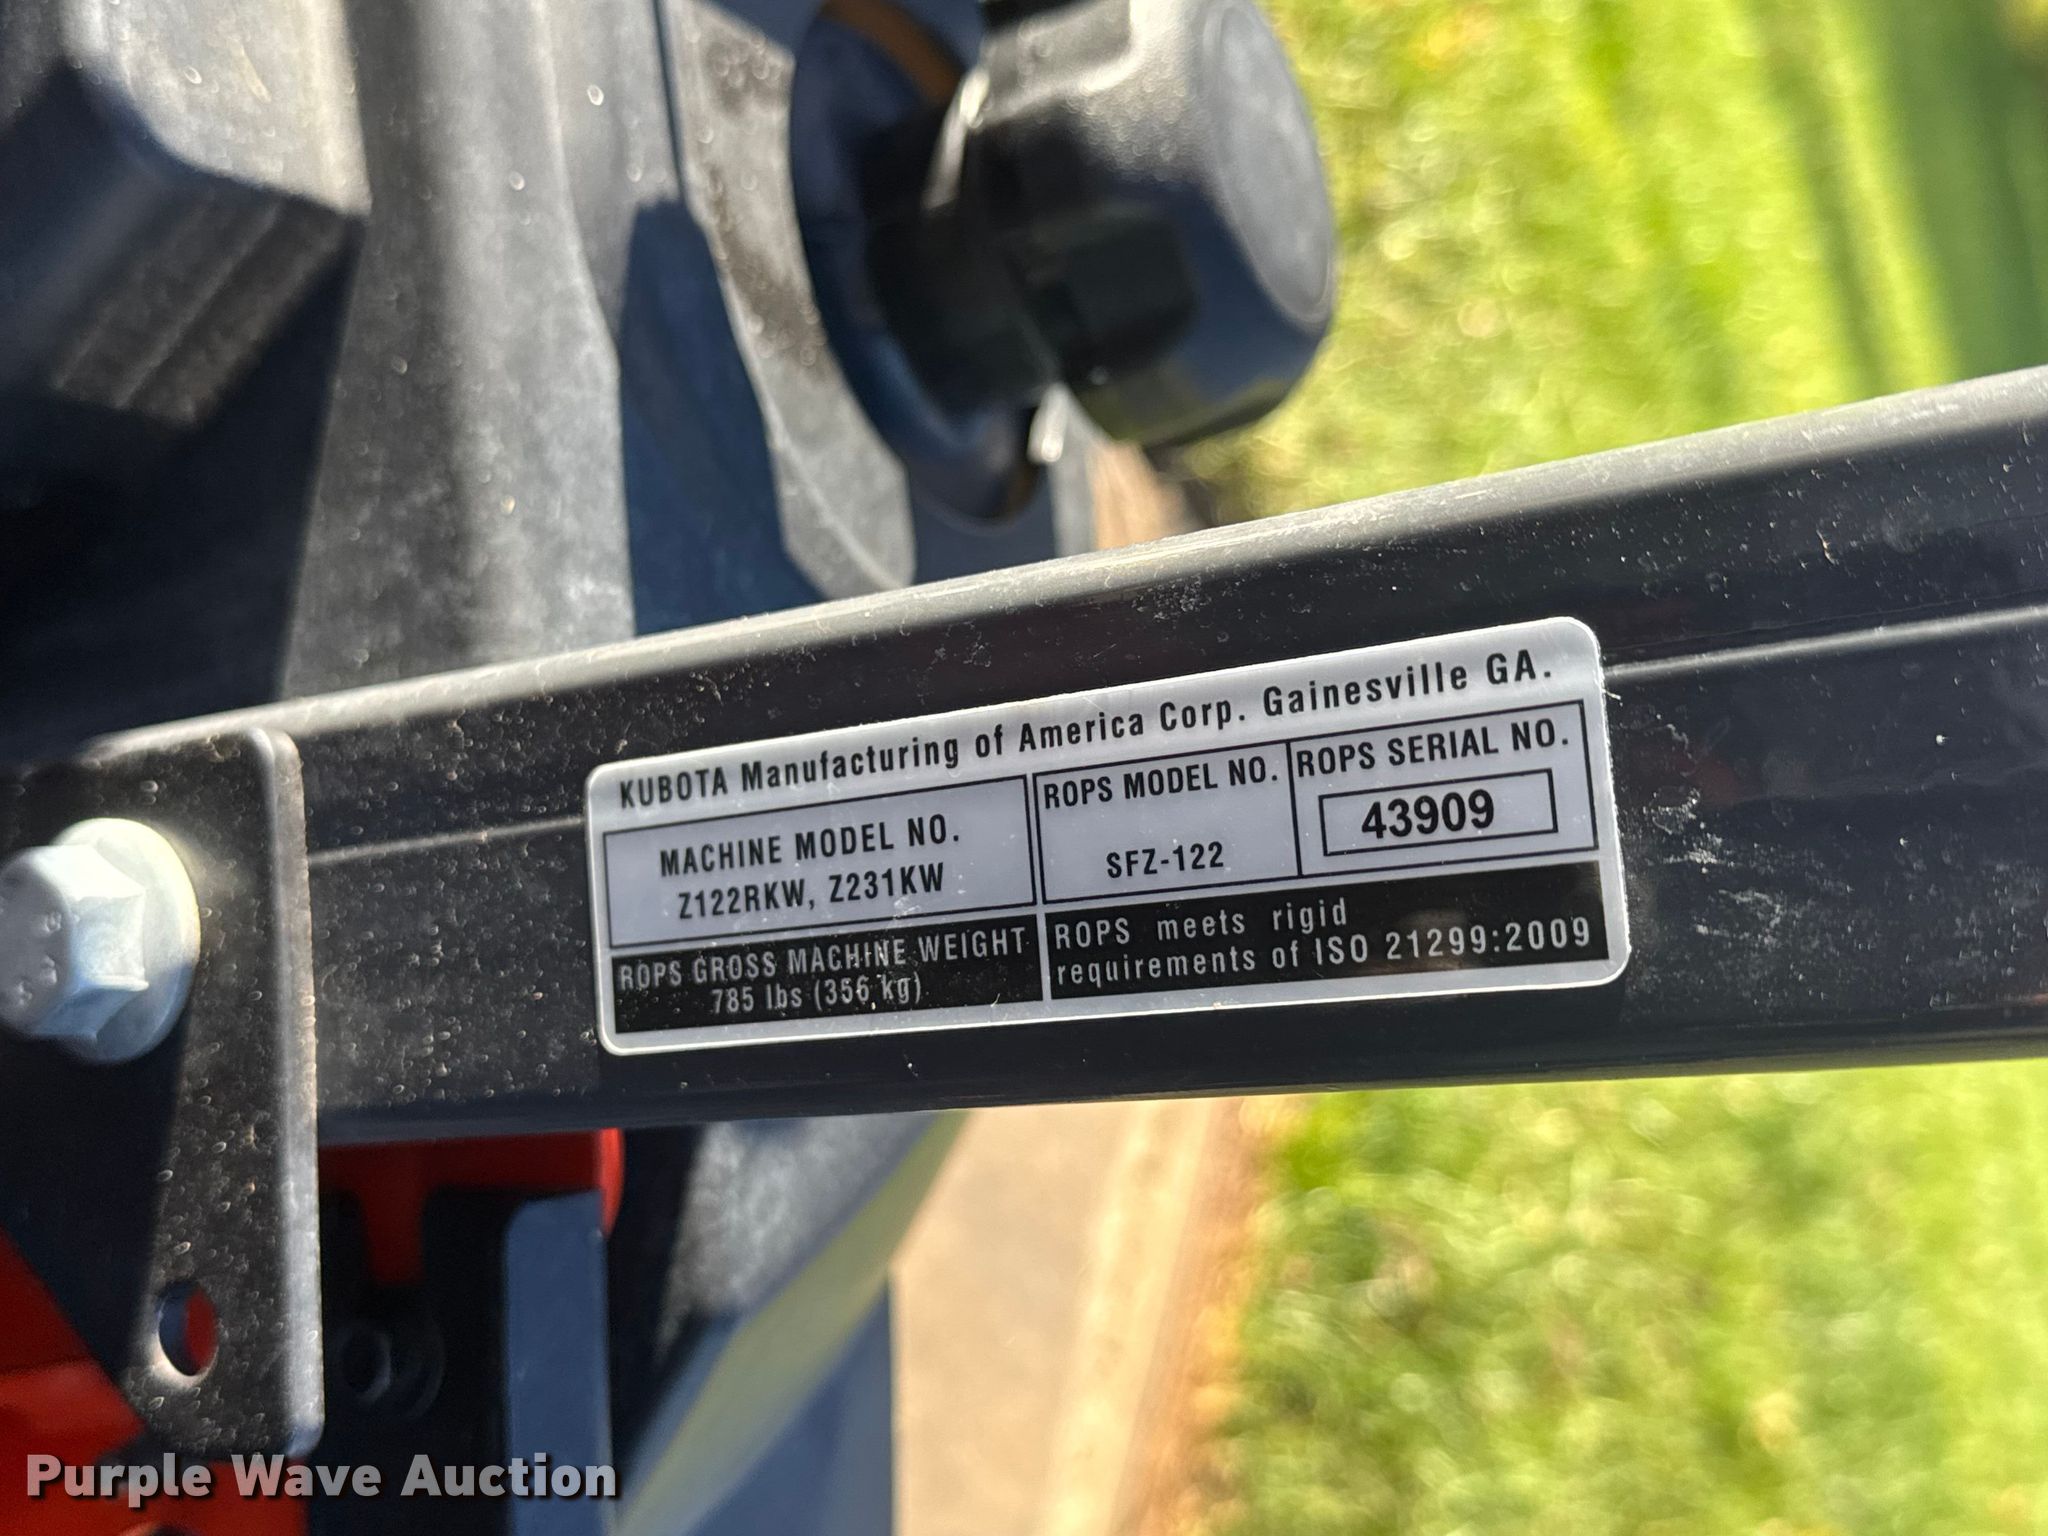 KUBOTA Manufacturing of America Corp. Gainesville GA.
MACHINE MODEL NO.
Z122RKW, Z231KW
ROPS MODEL NO.
SFZ-122
ROPS SERIAL NO.
43909
ROPS GROSS MACHINE WEIGHT
785 lbs (356 kg)
ROPS meets rigid
requirements of ISO 21299:2009
Purple Wave Auction